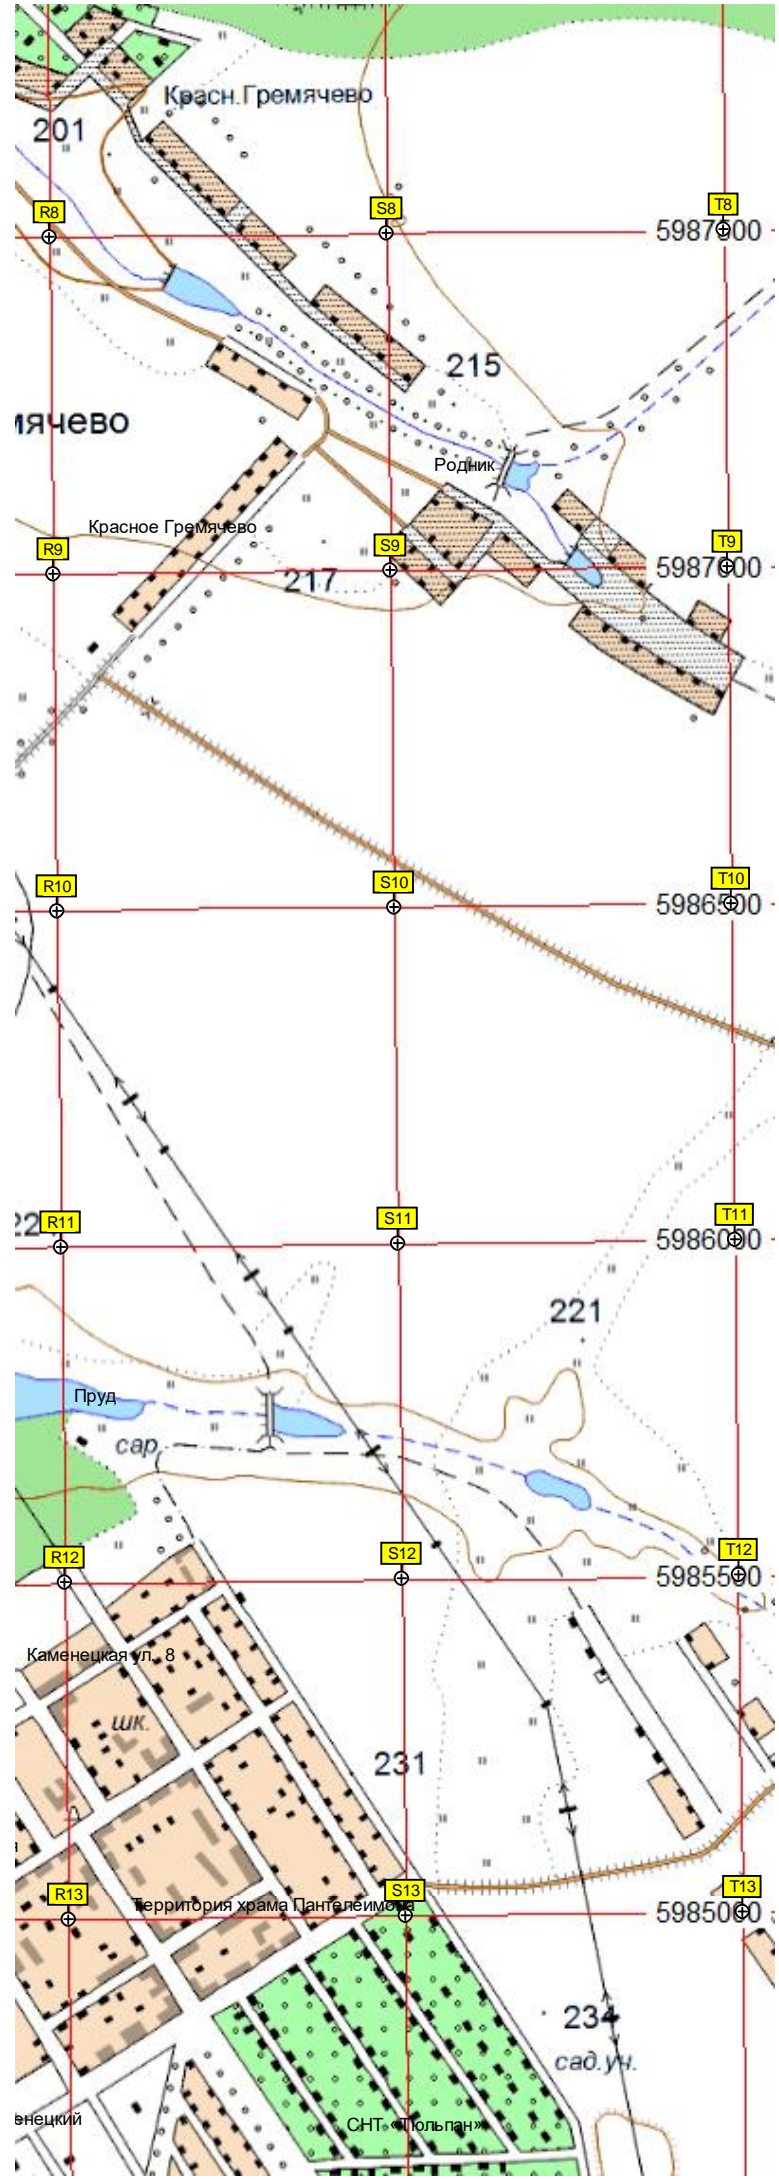 Красн.Гремячево
201
R8
S8
T8
5987500
215
мячево
Родник
Красное Гремячево
R9
S9
T9
5987000
217
R10
S10
T10
5986500
R11
S11
T11
5986000
221
Пруд
сар.
R12
S12
T12
5985500
Каменецкая ул., 8
шк.
231
R13
S13
T13
Территория храма Пантелеимона
5985000
234
сад.уч.
енецкий
СНТ «Тюльпан»